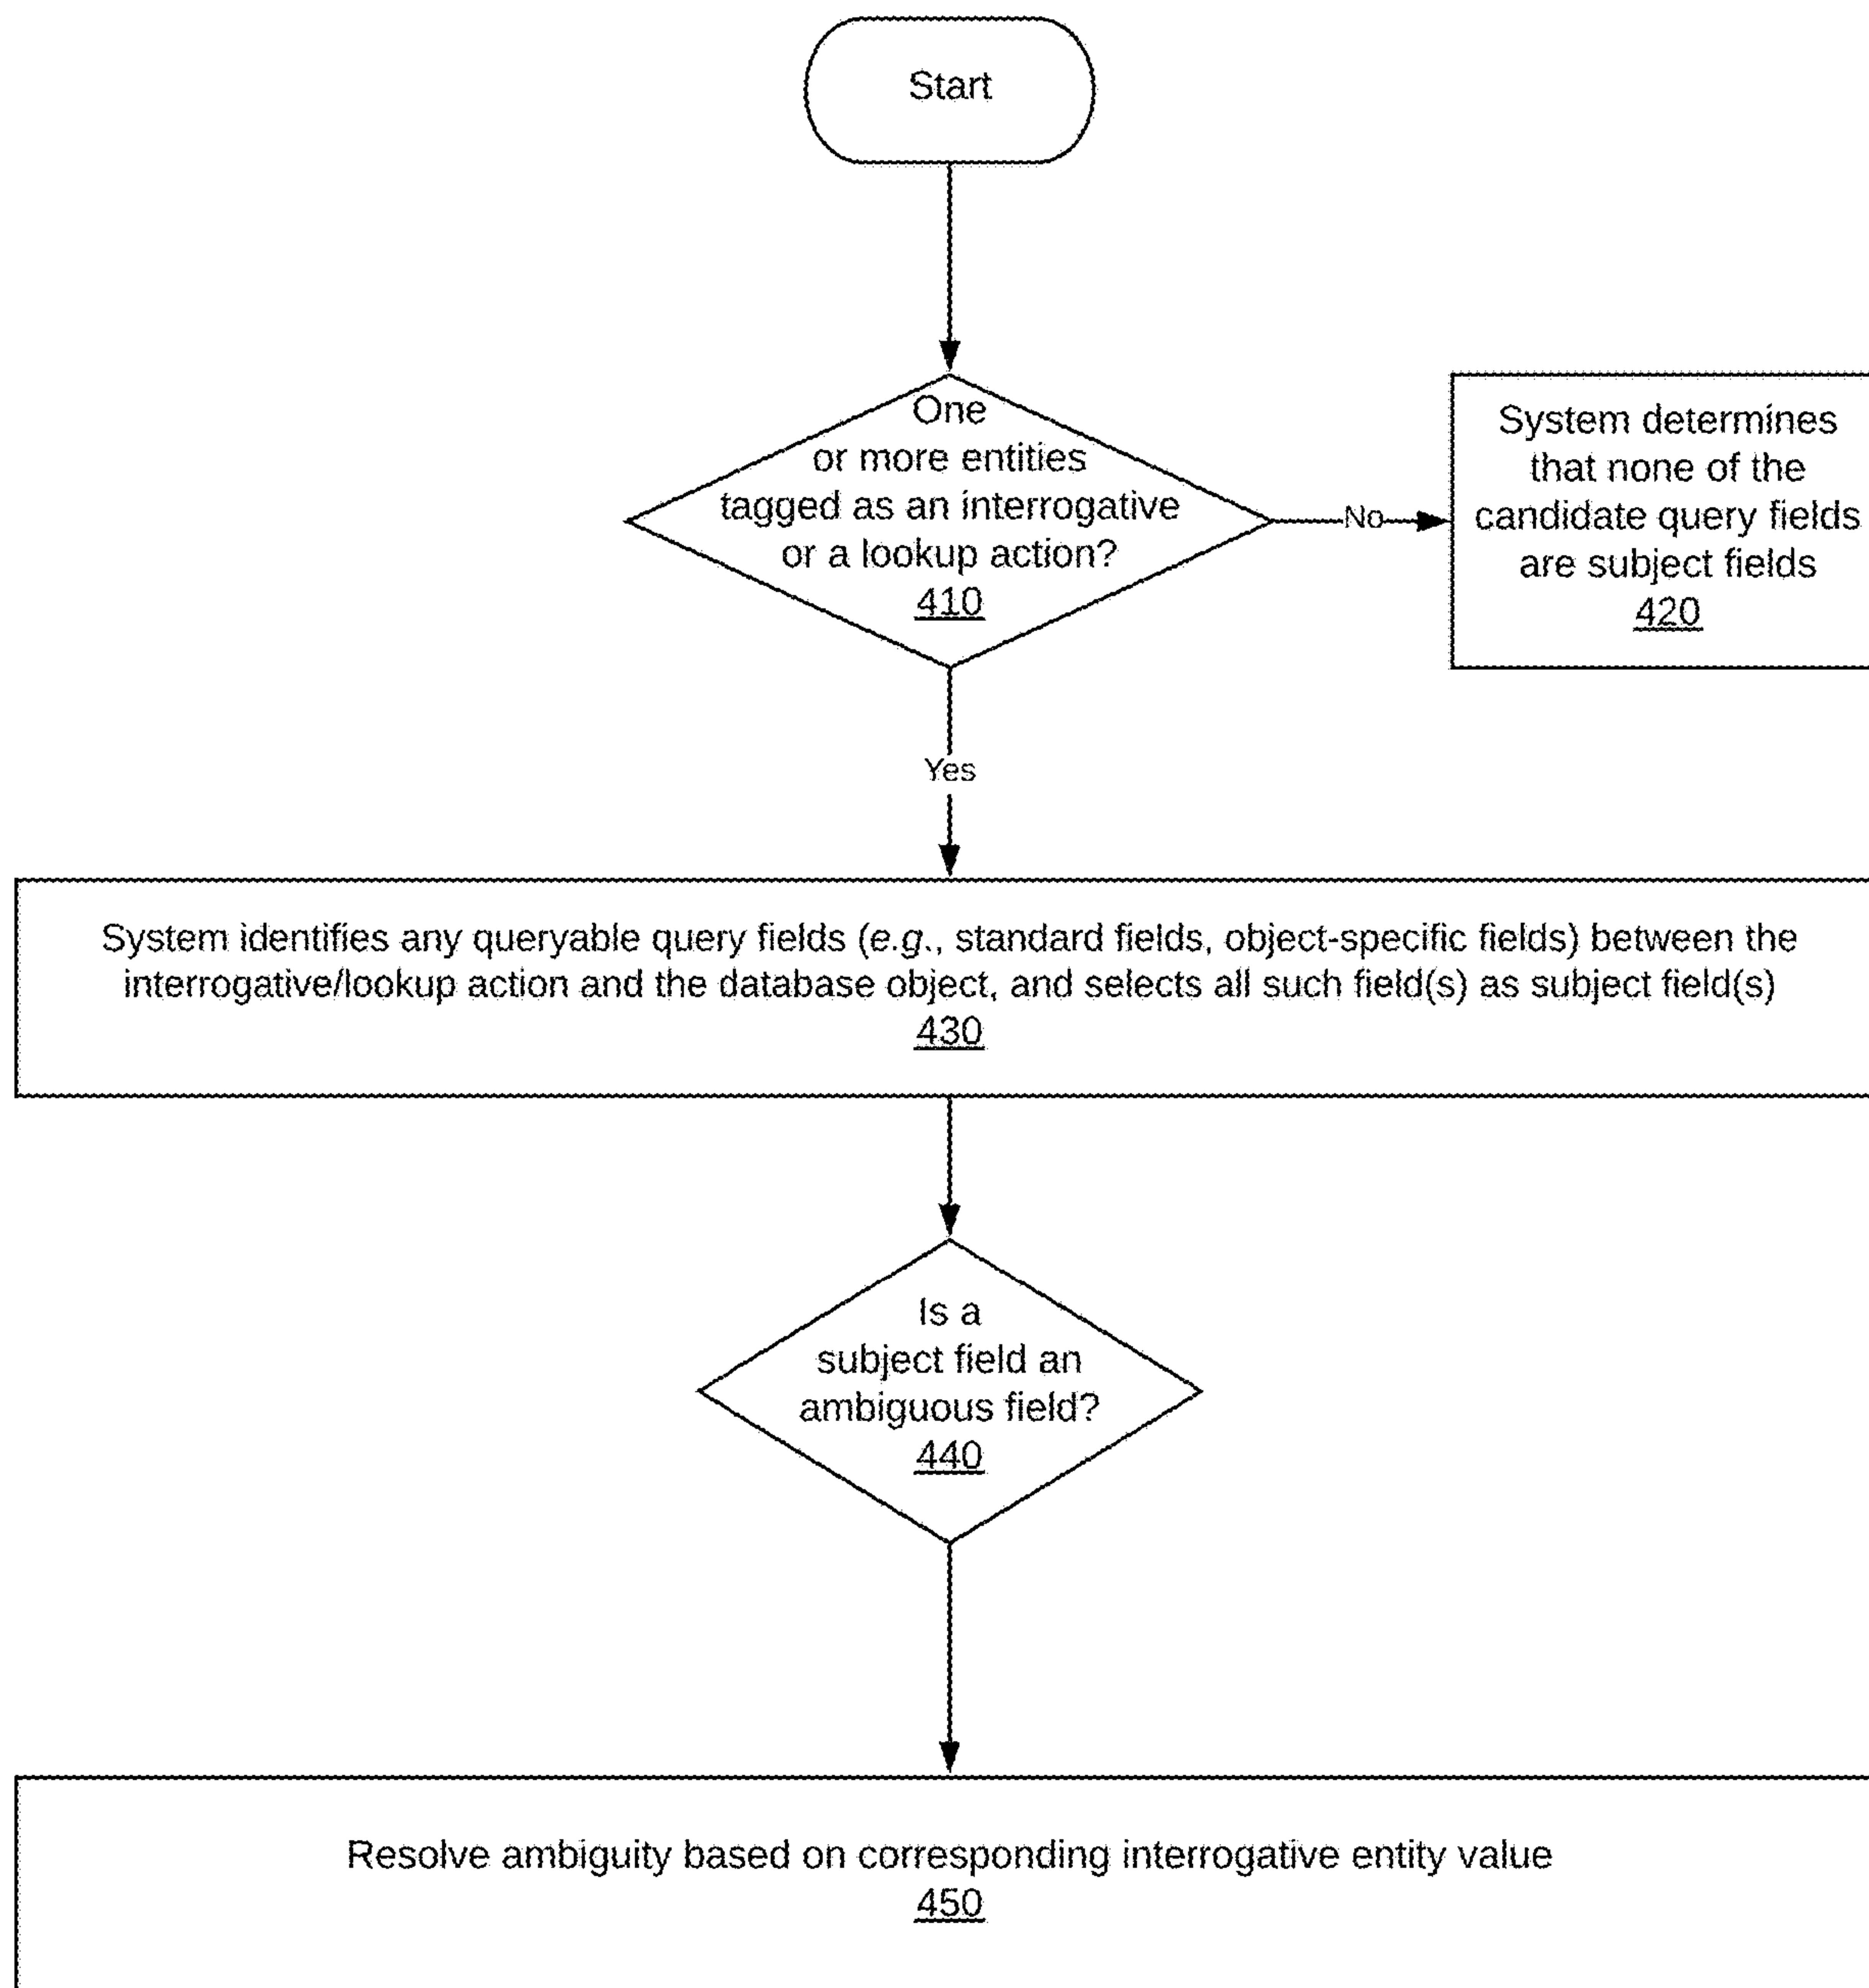 Start
One
or more entities
tagged as an interrogative
or a lookup action?
410
No
System determines
that none of the
candidate query fields
are subject fields
420
Yes
System identifies any queryable query fields (e.g., standard fields, object-specific fields) between the
interrogative/lookup action and the database object, and selects all such field(s) as subject field(s)
430
Is a
subject field an
ambiguous field?
440
Resolve ambiguity based on corresponding interrogative entity value
450